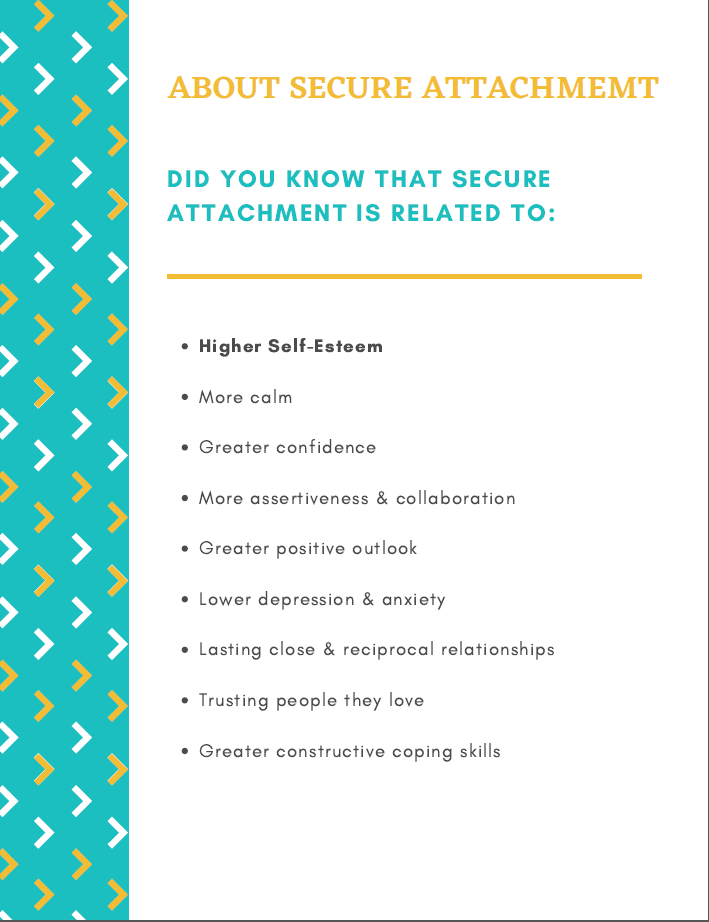 ABOUT SECURE ATTACHMEMT
DID YOU KNOW THAT SECURE
ATTACHMENT IS RELATED TO:
• Higher Self-Esteem
• More calm
• Greater confidence
• More assertiveness & collaboration
• Greater positive outlook
• Lower depression & anxiety
• Lasting close & reciprocal relationships
• Trusting people they love
• Greater constructive coping skills